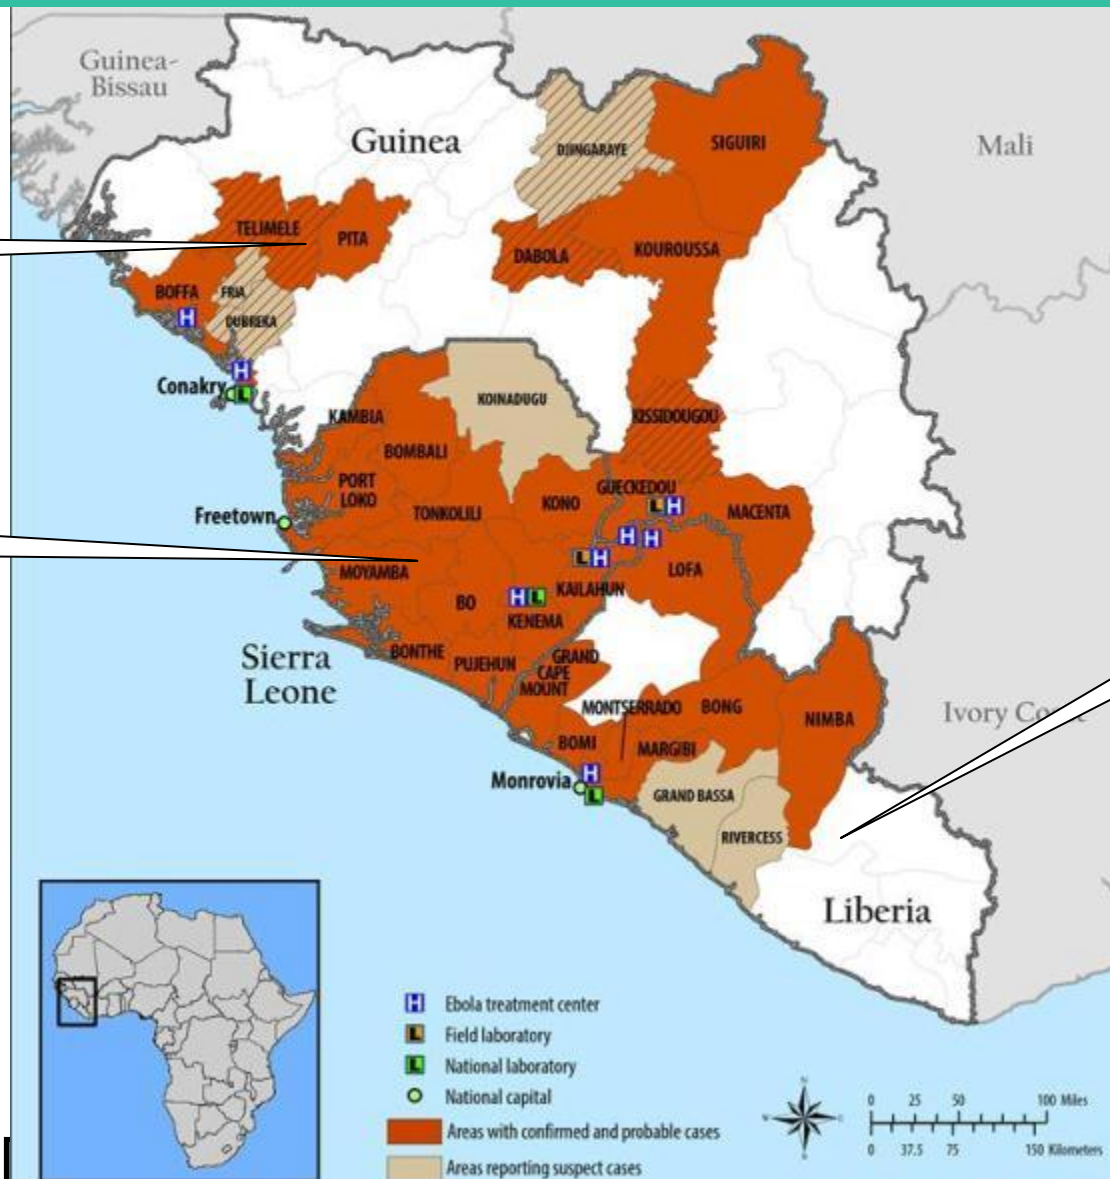 Guinea-
Bissau
Guinea
Mali
DJINGARAYE
SIGUIRI
TELIMELE
PITA
DABOLA
KOUROUSSA
BOFFA
FRIA
DUBREKA
H
H
Conakry
L
KOINADUGU
KAMBIA
KISSIDOUGOU
BOMBALI
PORT
LOKO
GUECKEDOU
KONO
L H
TONKOLILI
MACENTA
Freetown
H H
L H
MOYAMBA
LOFA
KAILAHUN
BO
H L
KENEMA
Sierra
Leone
BONTHE
PUJEHUN
GRAND
CAPE
MOUNT
MONTSERRADO
BONG
NIMBA
Ivory
BOMI
MARGIBI
Monrovia
H
L
GRAND BASSA
RIVERCESS
Liberia
H Ebola treatment center
L Field laboratory
L National laboratory
National capital
Areas with confirmed and probable cases
Areas reporting suspect cases
0 25 50 100 Miles
0 37.5 75 150 Kilometers